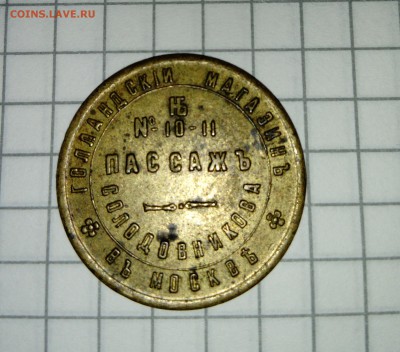 COINS.LAVE.RU
ГОЛЛАНДСКІЙ МАГАЗИНЪ
№ 10-11
ПАССАЖЪ
СОЛОДОВНИКОВА
ВЪ МОСКВѢ